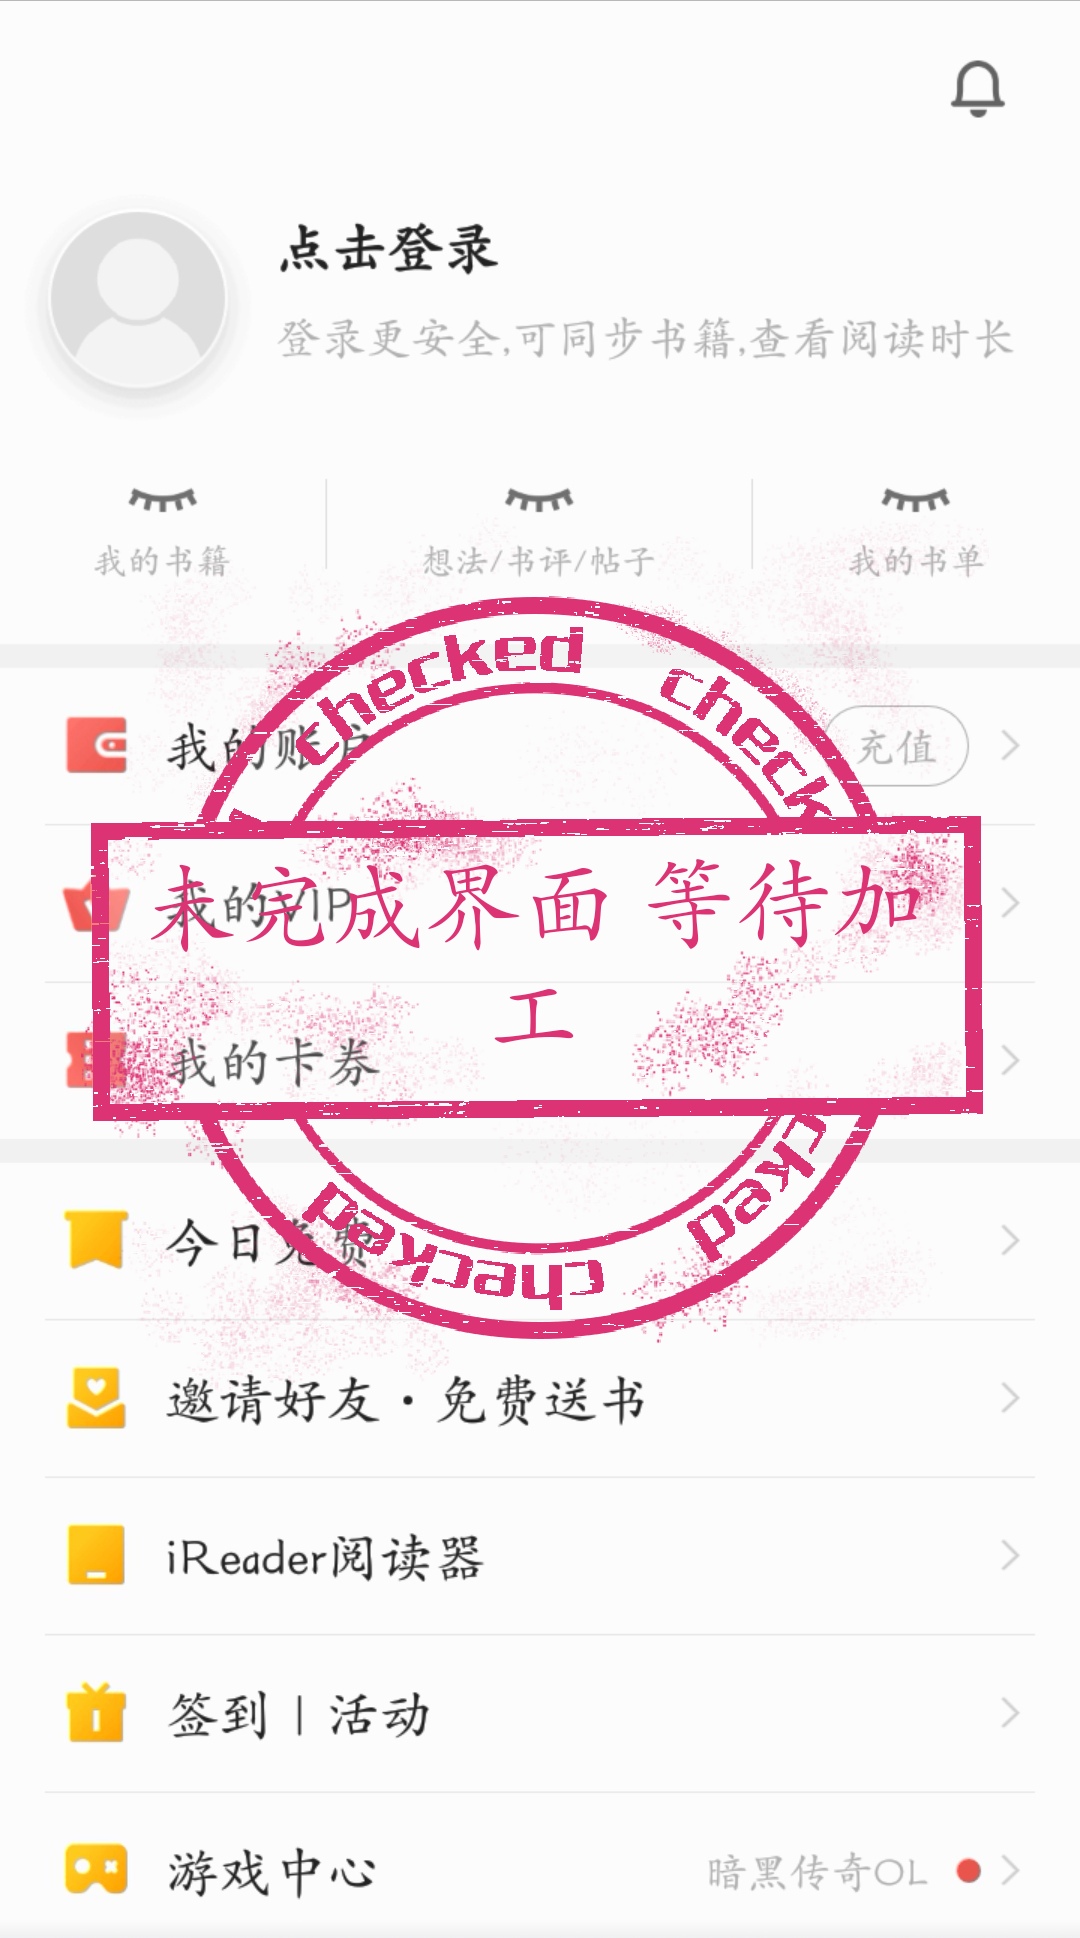 点击登录
登录更安全,可同步书籍,查看阅读时长
我的书籍
想法/书评/帖子
我的书单
checked check
我的账户
充值
未完成界面 等待加
我的VIP
工
我的卡券
cked
checked
今日免费
邀请好友·免费送书
iReader阅读器
签到 | 活动
游戏中心
暗黑传奇OL